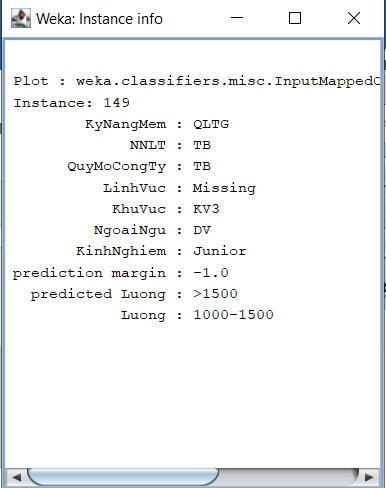 Weka: Instance info
Plot : weka.classifiers.misc.InputMappedC
Instance: 149
KyNangMem : QLTG
NNLT : TB
QuyMoCongTy : TB
LinhVuc : Missing
KhuVuc : KV3
NgoaiNgu : DV
KinhNghiem : Junior
prediction margin : -1.0
predicted Luong : >1500
Luong : 1000-1500